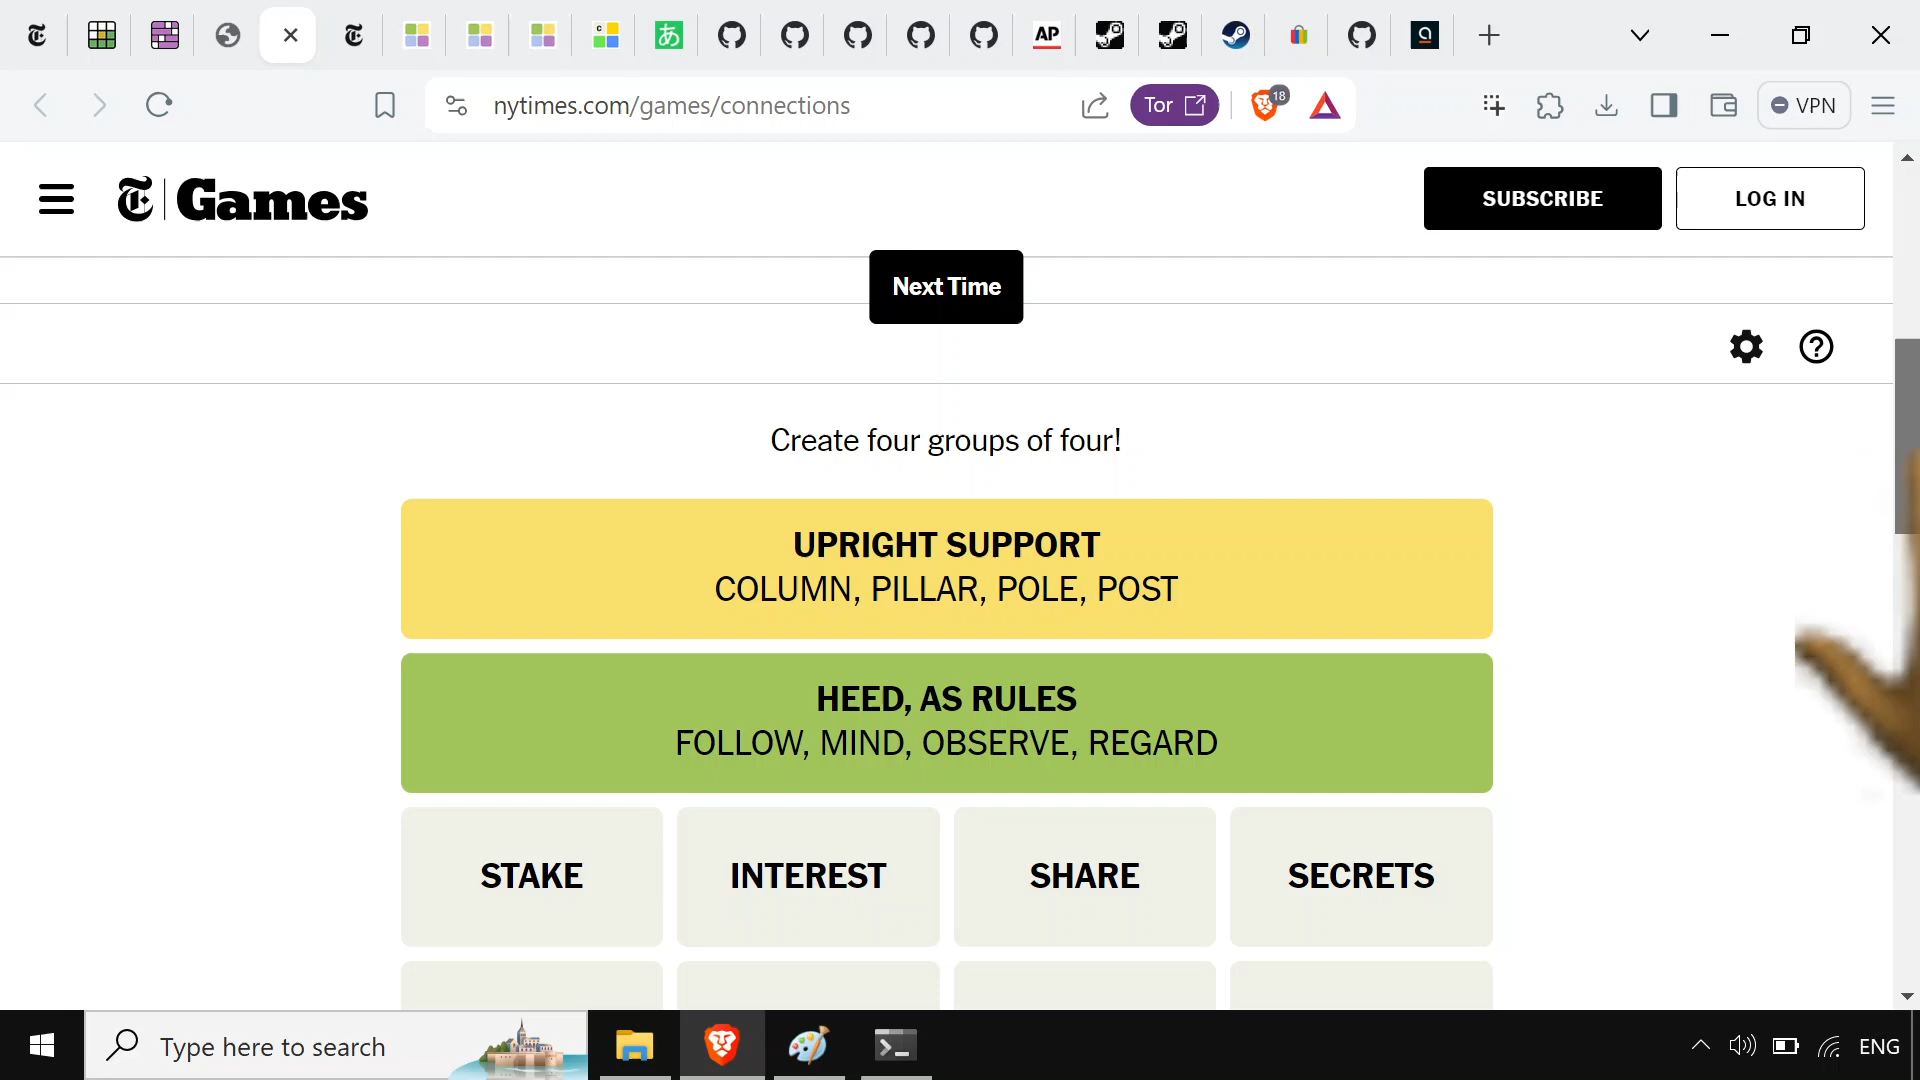 nytimes.com/games/connections
Tor
18
VPN
Games
SUBSCRIBE
LOG IN
Next Time
Create four groups of four!
UPRIGHT SUPPORT
COLUMN, PILLAR, POLE, POST
HEED, AS RULES
FOLLOW, MIND, OBSERVE, REGARD
STAKE
INTEREST
SHARE
SECRETS
Type here to search
ENG